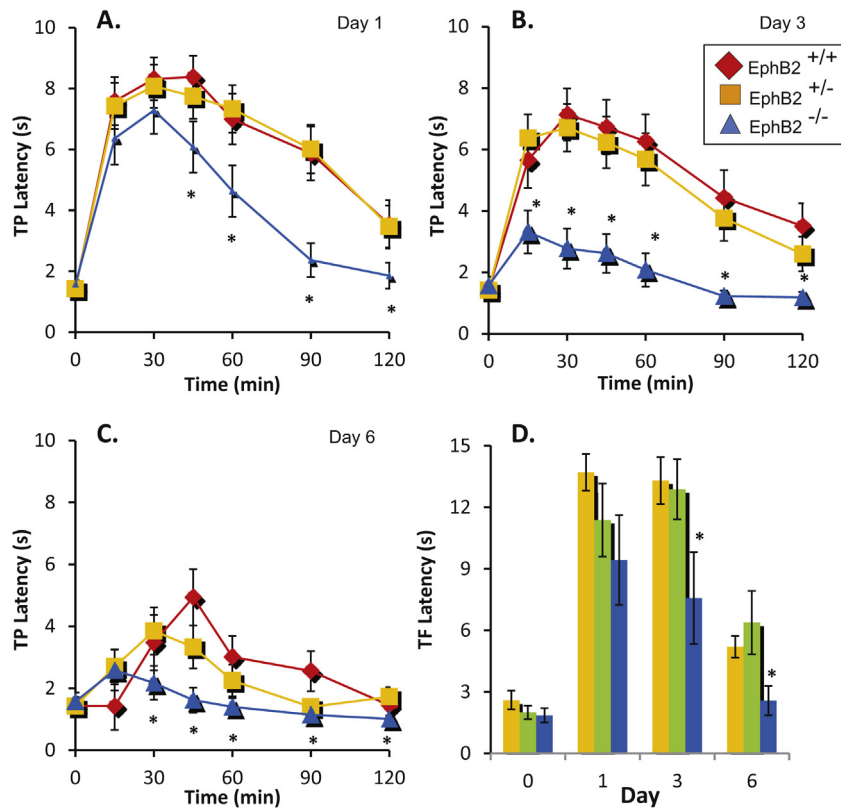 A. Day 1
TP Latency (s)
10
8
6
4
2
0
* * * *
0 30 60 90 120
Time (min)
B. Day 3
TP Latency (s)
10
8
6
4
2
0
* * * * * *
0 30 60 90 120
Time (min)
EphB2 +/+
EphB2 +/-
EphB2 -/-
C. Day 6
TP Latency (s)
10
8
6
4
2
0
* * * * *
0 30 60 90 120
Time (min)
D.
TF Latency (s)
15
12
9
6
3
0
* *
0 1 3 6
Day